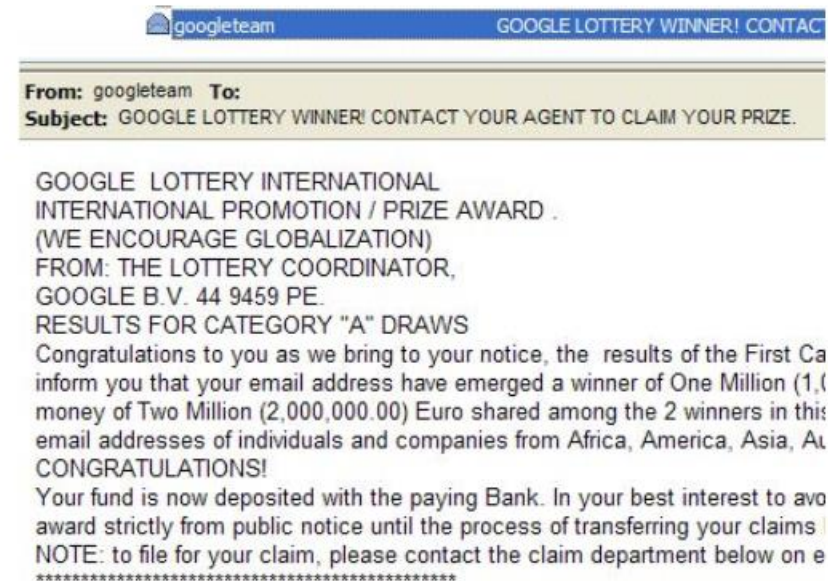 googleteam GOOGLE LOTTERY WINNER! CONTACT
From: googleteam To:
Subject: GOOGLE LOTTERY WINNER! CONTACT YOUR AGENT TO CLAIM YOUR PRIZE.
GOOGLE LOTTERY INTERNATIONAL
INTERNATIONAL PROMOTION / PRIZE AWARD .
(WE ENCOURAGE GLOBALIZATION)
FROM: THE LOTTERY COORDINATOR,
GOOGLE B.V. 44 9459 PE.
RESULTS FOR CATEGORY "A" DRAWS
Congratulations to you as we bring to your notice, the results of the First Ca
inform you that your email address have emerged a winner of One Million (1,0
money of Two Million (2,000,000.00) Euro shared among the 2 winners in this
email addresses of individuals and companies from Africa, America, Asia, Au
CONGRATULATIONS!
Your fund is now deposited with the paying Bank. In your best interest to avo
award strictly from public notice until the process of transferring your claims
NOTE: to file for your claim, please contact the claim department below on e
***********************************************